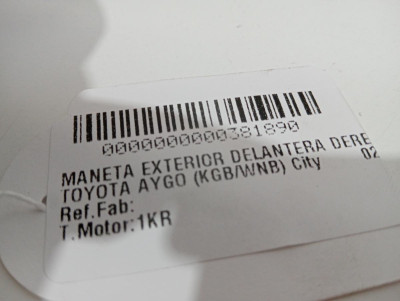 0000000000381890
MANETA EXTERIOR DELANTERA DERE
TOYOTA AYGO (KGB/WNB) City 02
Ref.Fab:
T.Motor:1KR